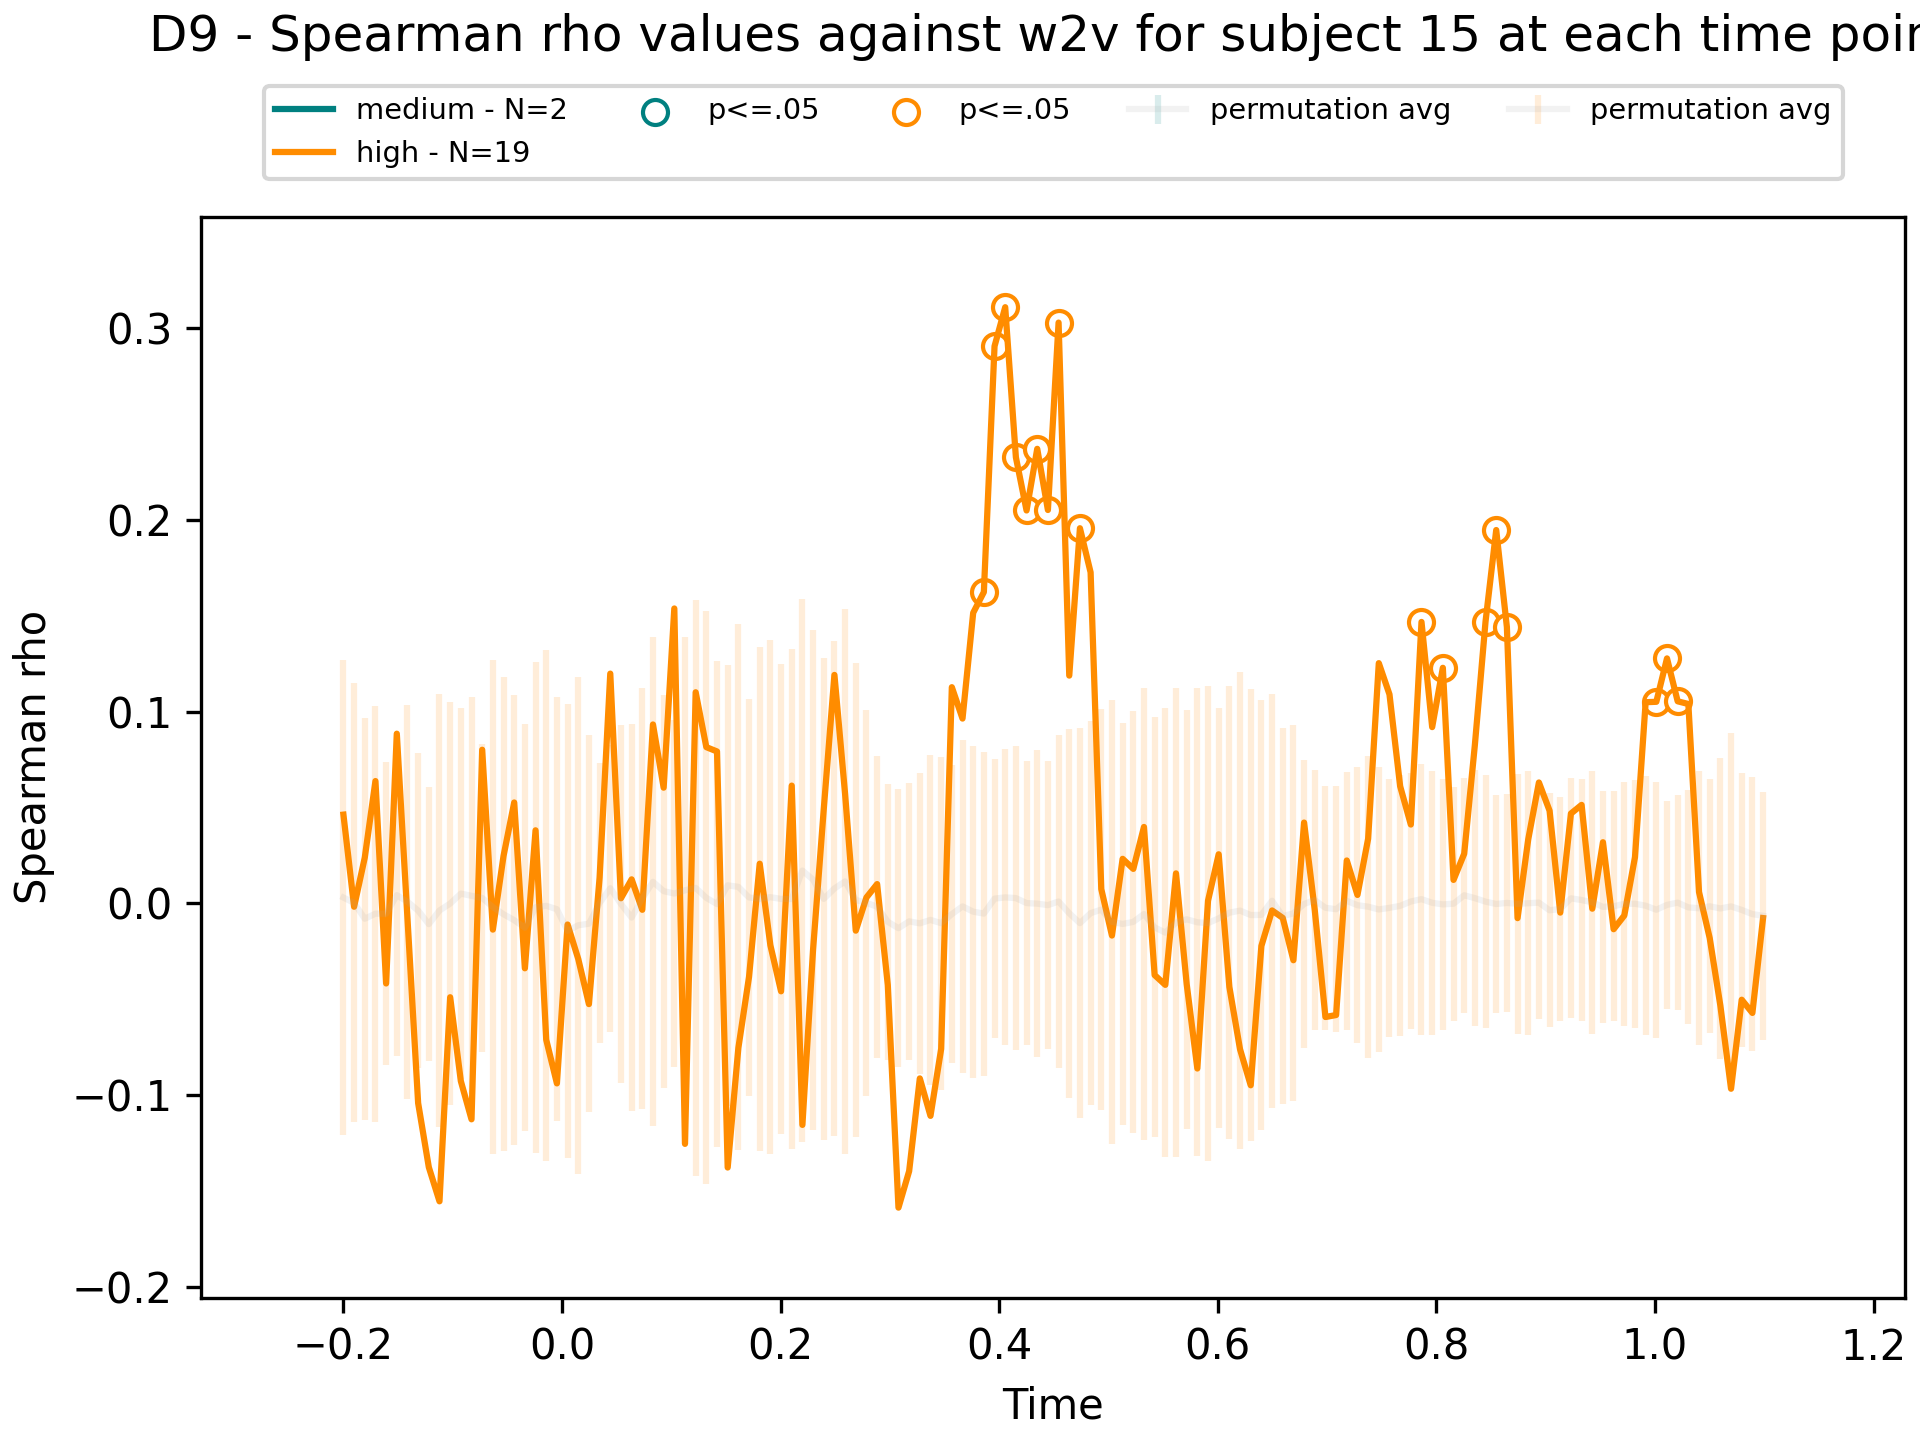 D9 - Spearman rho values against w2v for subject 15 at each time poin
medium - N=2
high - N=19
p<=.05
p<=.05
permutation avg
permutation avg
Spearman rho
0.3
0.2
0.1
0.0
−0.1
−0.2
−0.2
0.0
0.2
0.4
0.6
0.8
1.0
1.2
Time